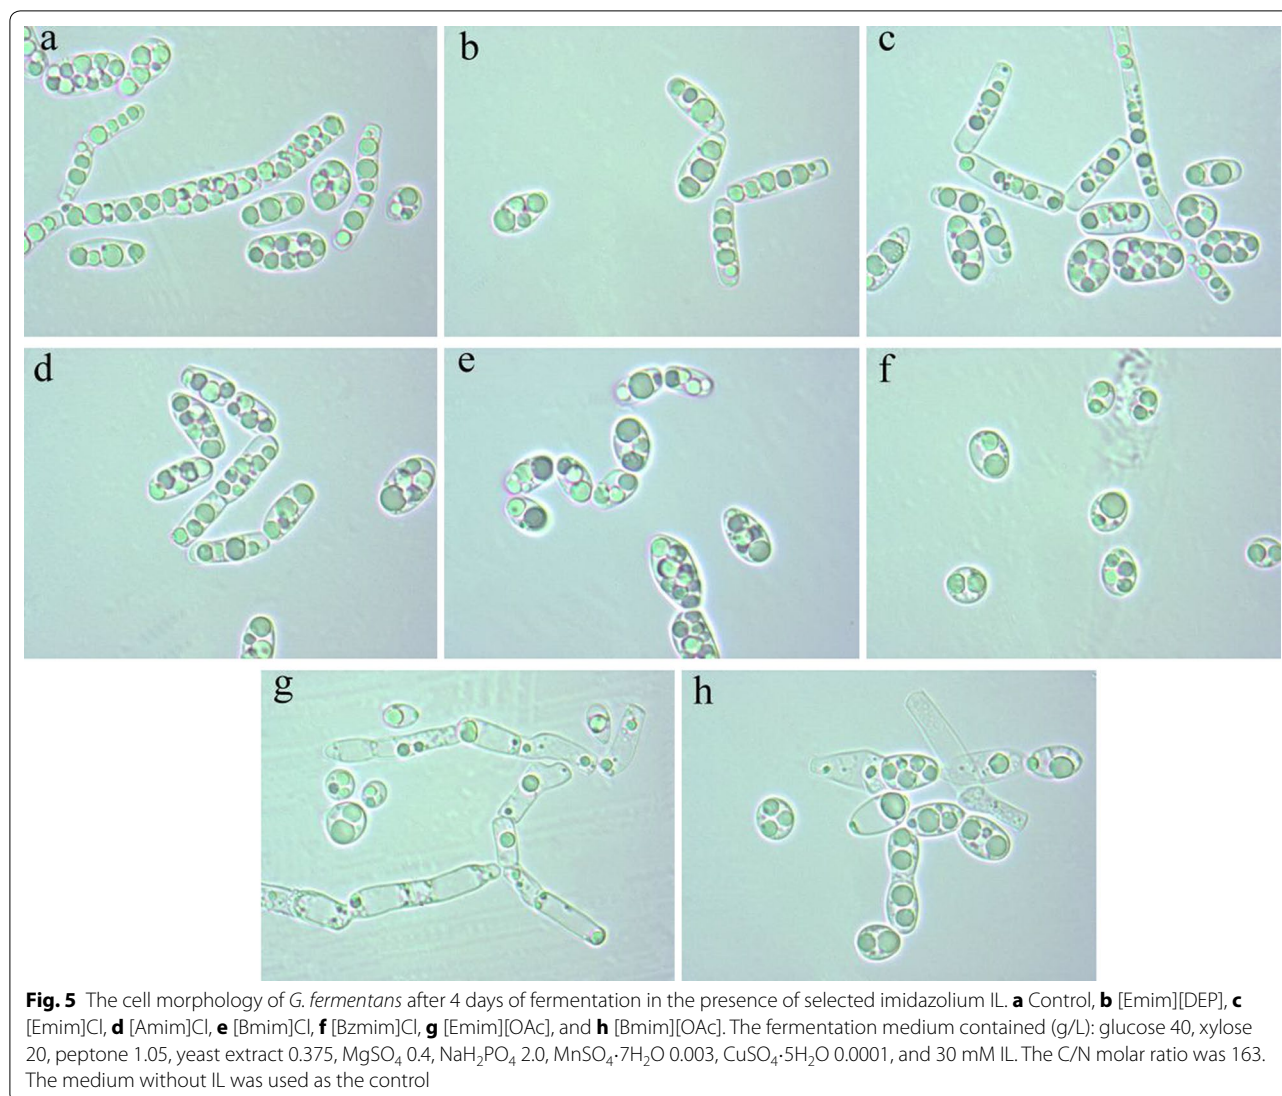 a
b
c
d
e
f
g
h
Fig. 5 The cell morphology of G. fermentans after 4 days of fermentation in the presence of selected imidazolium IL. a Control, b [Emim][DEP], c
[Emim]Cl, d [Amim]Cl, e [Bmim]Cl, f [Bzmim]Cl, g [Emim][OAc], and h [Bmim][OAc]. The fermentation medium contained (g/L): glucose 40, xylose
20, peptone 1.05, yeast extract 0.375, MgSO₄ 0.4, NaH₂PO₄ 2.0, MnSO₄·7H₂O 0.003, CuSO₄·5H₂O 0.0001, and 30 mM IL. The C/N molar ratio was 163.
The medium without IL was used as the control